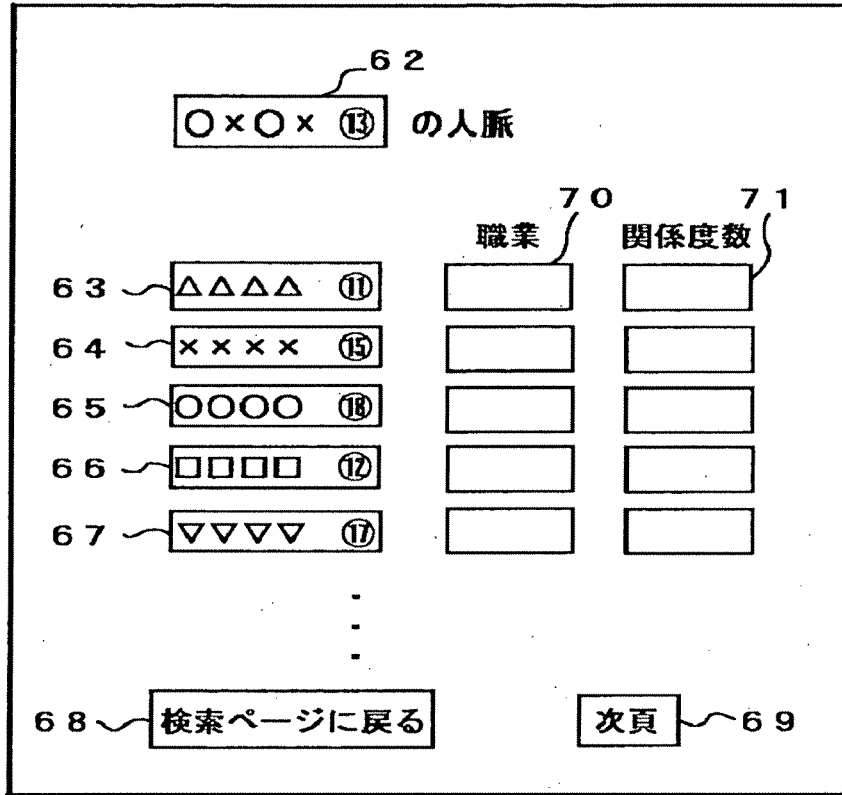 62
○×○× ⑬ の人脈
70 71
職業 関係度数
63 △△△△ ⑪
64 ×××× ⑮
65 ○○○○ ⑱
66 □□□□ ⑫
67 ▽▽▽▽ ⑰
68 検索ページに戻る 次頁 69